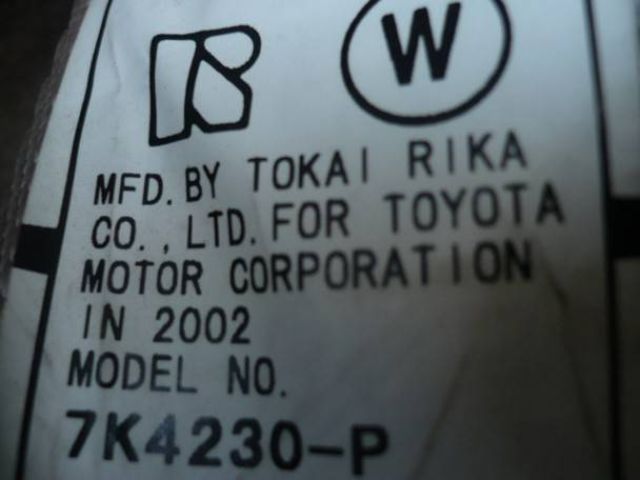 R W
MFD. BY TOKAI RIKA
CO., LTD. FOR TOYOTA
MOTOR CORPORATION
IN 2002
MODEL NO.
7K4230-P